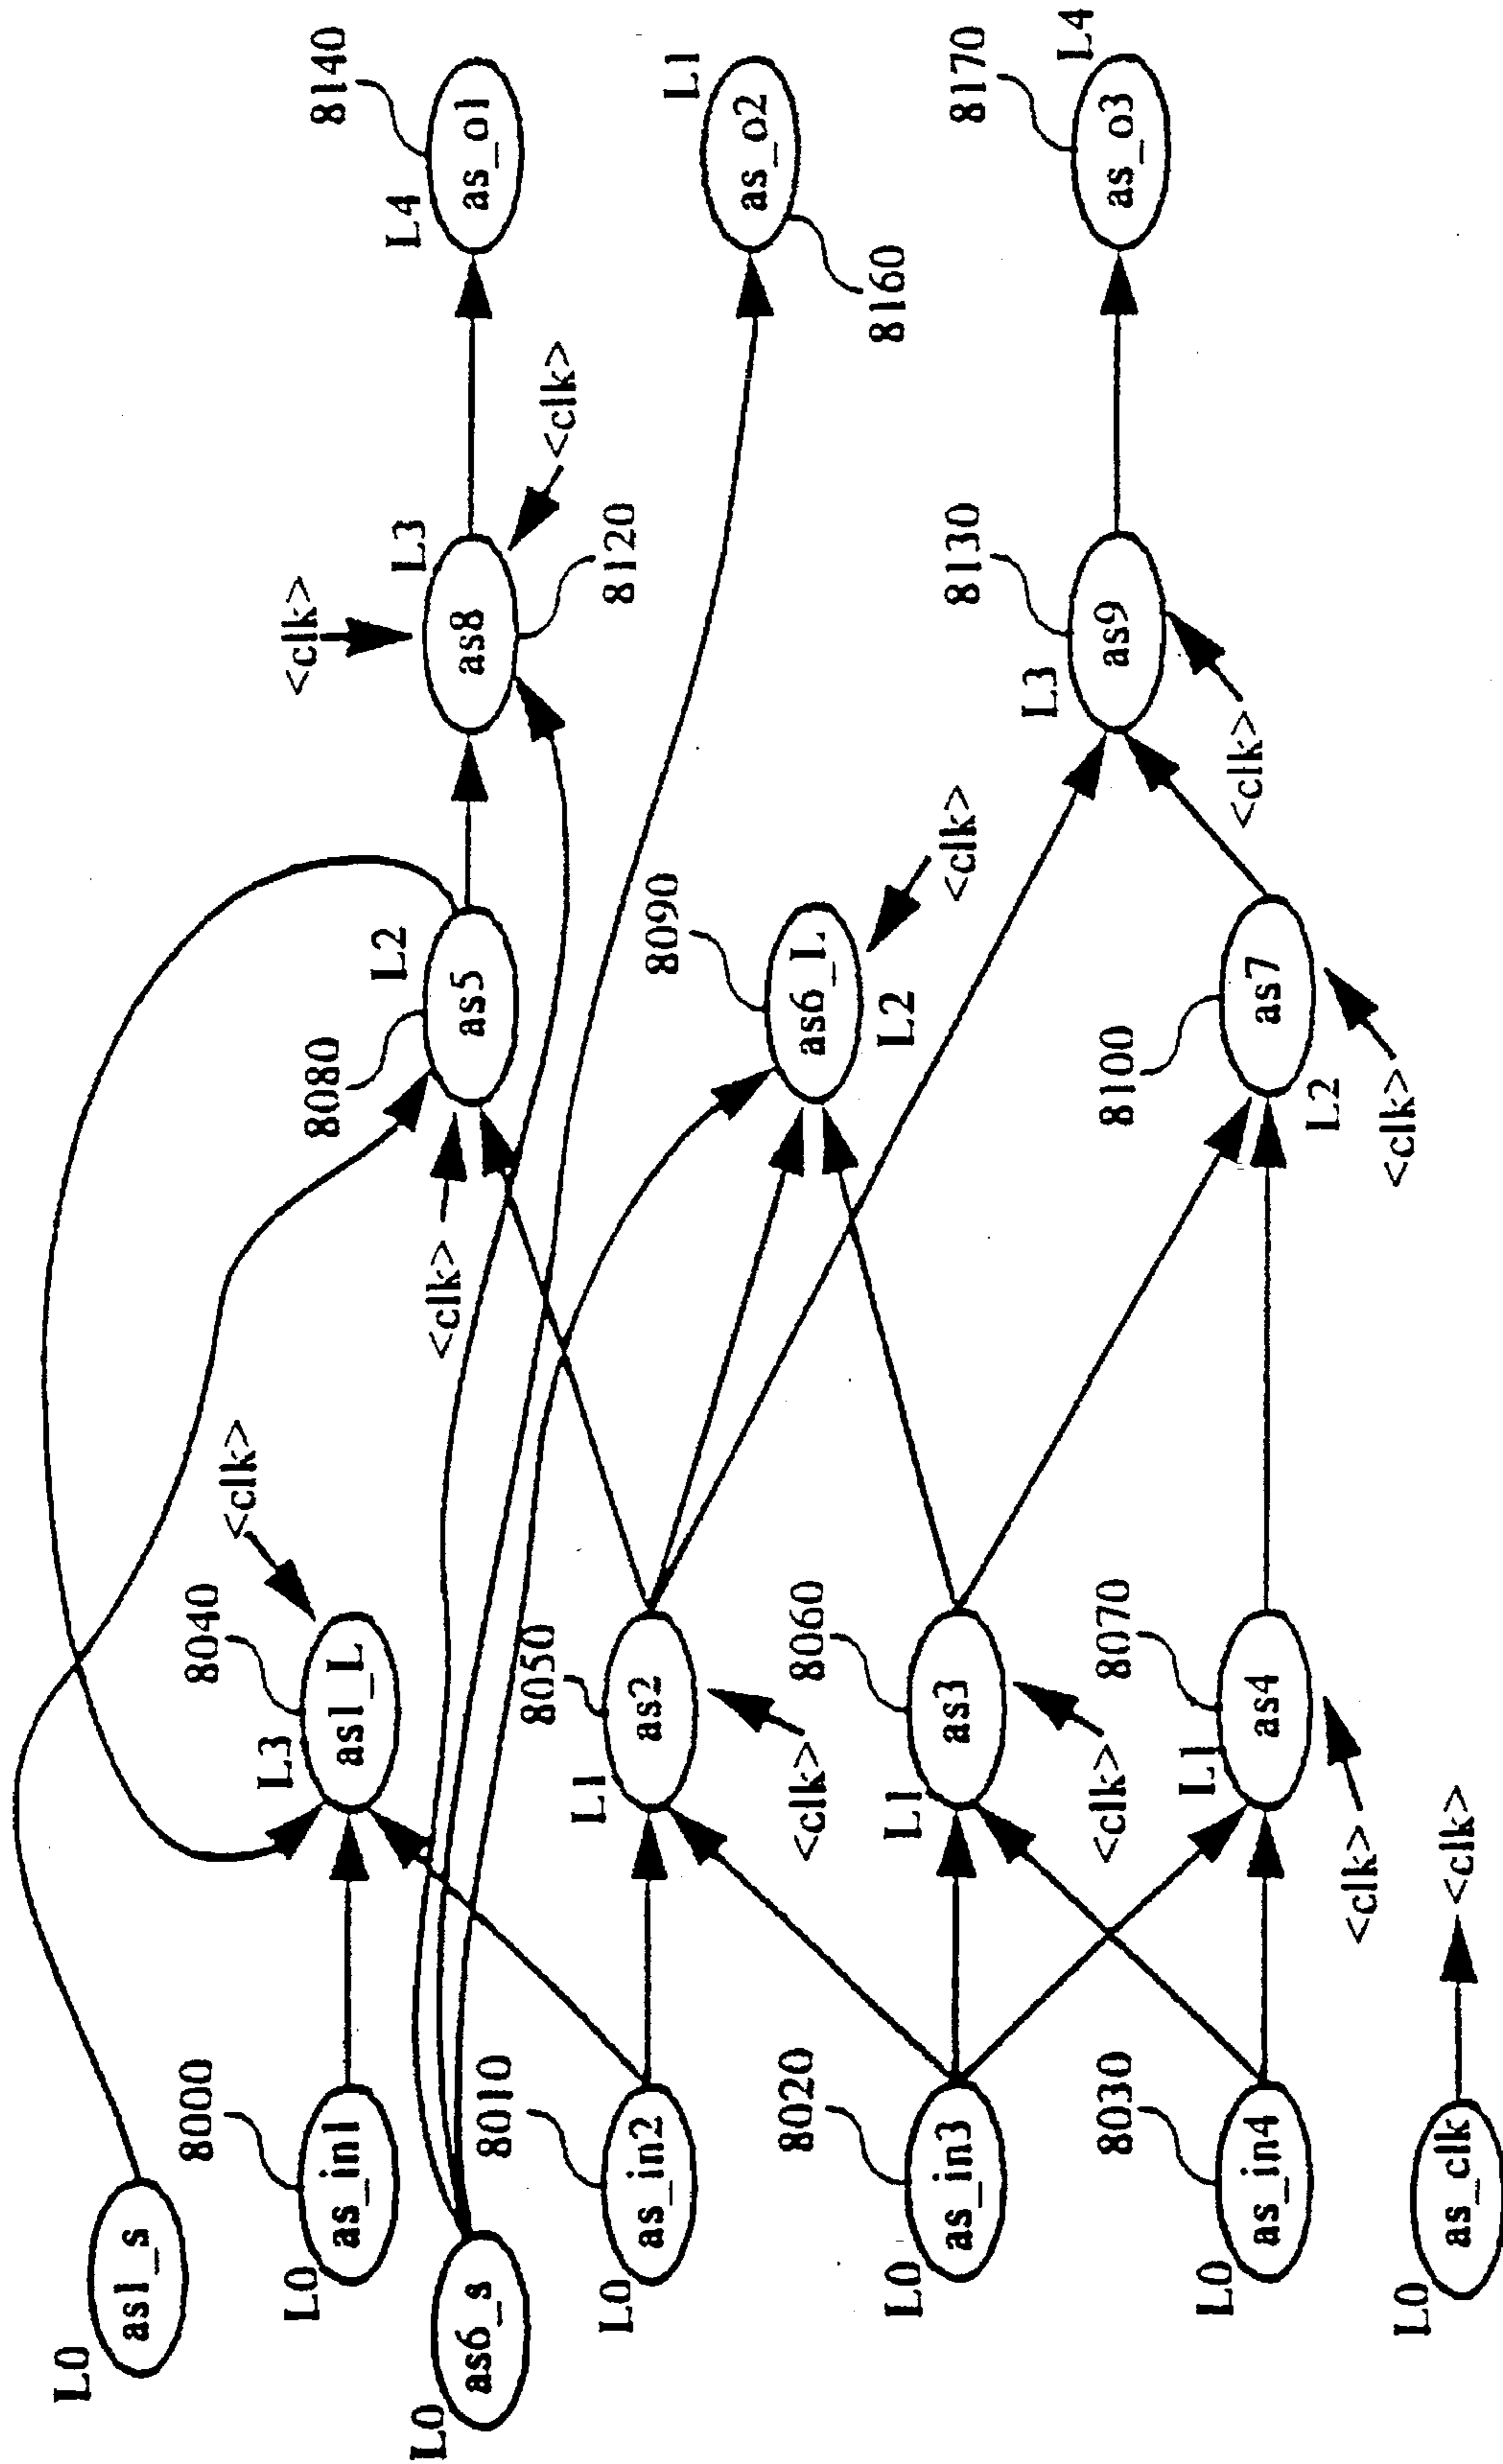 L0
as1_s
8000
L0
as_in1
L0
as6_s
8010
L0
as_in2
8020
L0
as_in3
8030
L0
as_in4
L0
as_clk
<clk>
8040
L3
as1_L
<clk>
8050
L1
as2
<clk>
8060
L1
as3
<clk>
8070
L1
as4
<clk>
8080
L2
as5
<clk>
8090
as6_L
L2
<clk>
8100
as7
L2
<clk>
<clk>
L3
as8
<clk>
8120
8130
L3
as9
<clk>
8140
L4
as_o1
L1
as_o2
8160
8170
L4
as_o3